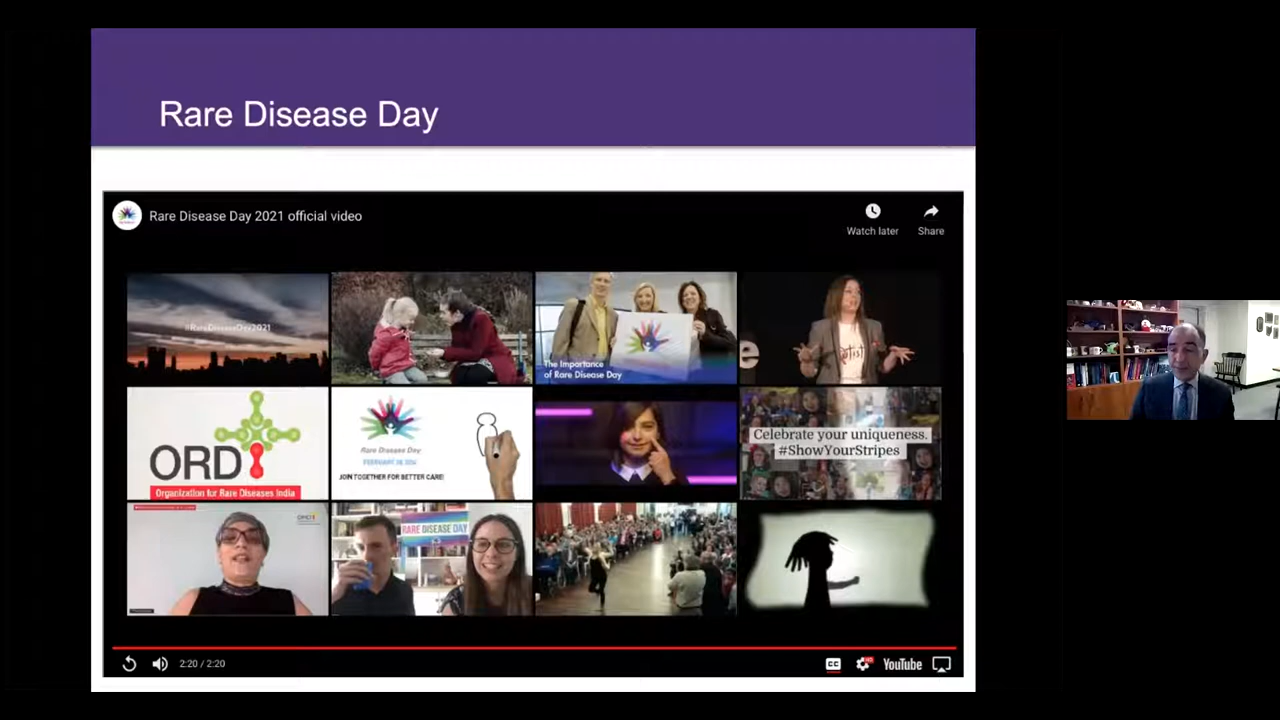 Rare Disease Day
Rare Disease Day 2021 official video
Watch later
Share
#RareDiseaseDay2021
The Importance
of Rare Disease Day
ORD
Organization for Rare Diseases India
Rare Disease Day
JOIN TOGETHER FOR BETTER CARE!
Celebrate your uniqueness.
#ShowYourStripes
RARE DISEASE DAY
2:20 / 2:20
CC
YouTube